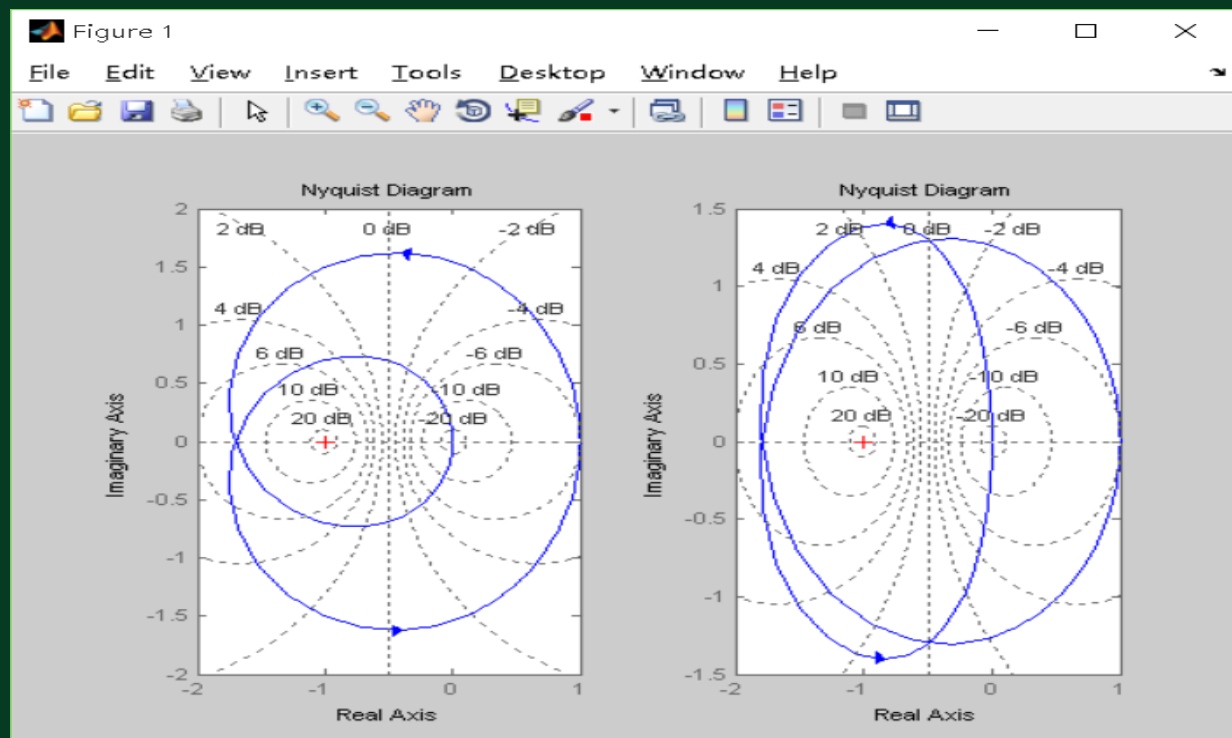 Figure 1
File Edit View Insert Tools Desktop Window Help
Nyquist Diagram
2
1.5
1
0.5
0
-0.5
-1
-1.5
-2
Imaginary Axis
2 dB
0 dB
-2 dB
4 dB
-4 dB
6 dB
-6 dB
10 dB
-10 dB
20 dB
-20 dB
-2
-1
0
1
Real Axis
Nyquist Diagram
1.5
1
0.5
0
-0.5
-1
-1.5
Imaginary Axis
2 dB
0 dB
-2 dB
4 dB
-4 dB
6 dB
-6 dB
10 dB
-10 dB
20 dB
-20 dB
-2
-1
0
1
Real Axis